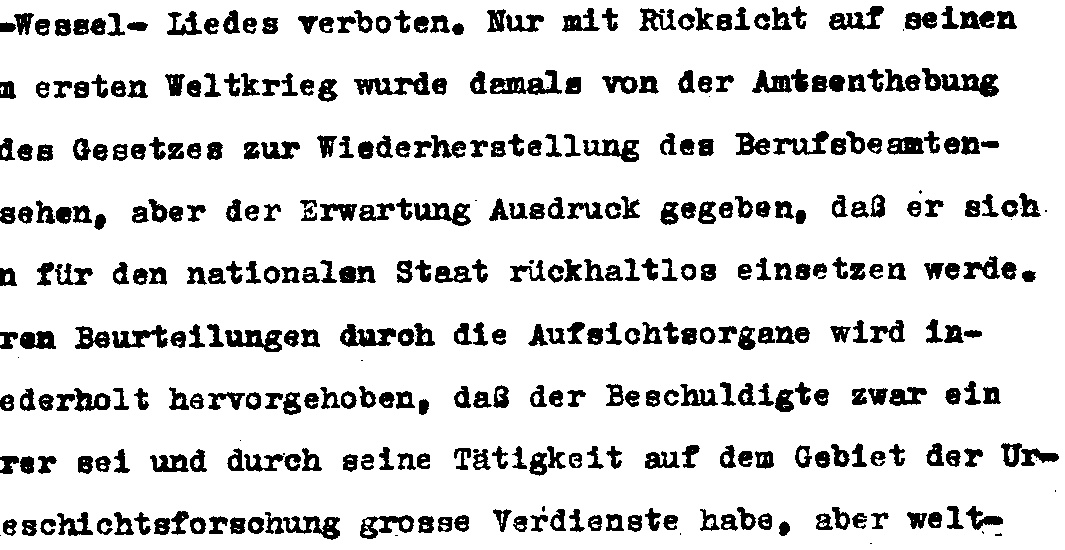 -Wessel- Liedes verboten. Nur mit Rücksicht auf seinen
n ersten Weltkrieg wurde damals von der Amtsenthebung
des Gesetzes zur Wiederherstellung des Berufsbeamten-
sehen, aber der Erwartung Ausdruck gegeben, daß er sich
n für den nationalen Staat rückhaltlos einsetzen werde.
ren Beurteilungen durch die Aufsichtsorgane wird in-
ederholt hervorgehoben, daß der Beschuldigte zwar ein
rer sei und durch seine Tätigkeit auf dem Gebiet der Ur-
eschichtsforschung grosse Verdienste habe, aber welt-